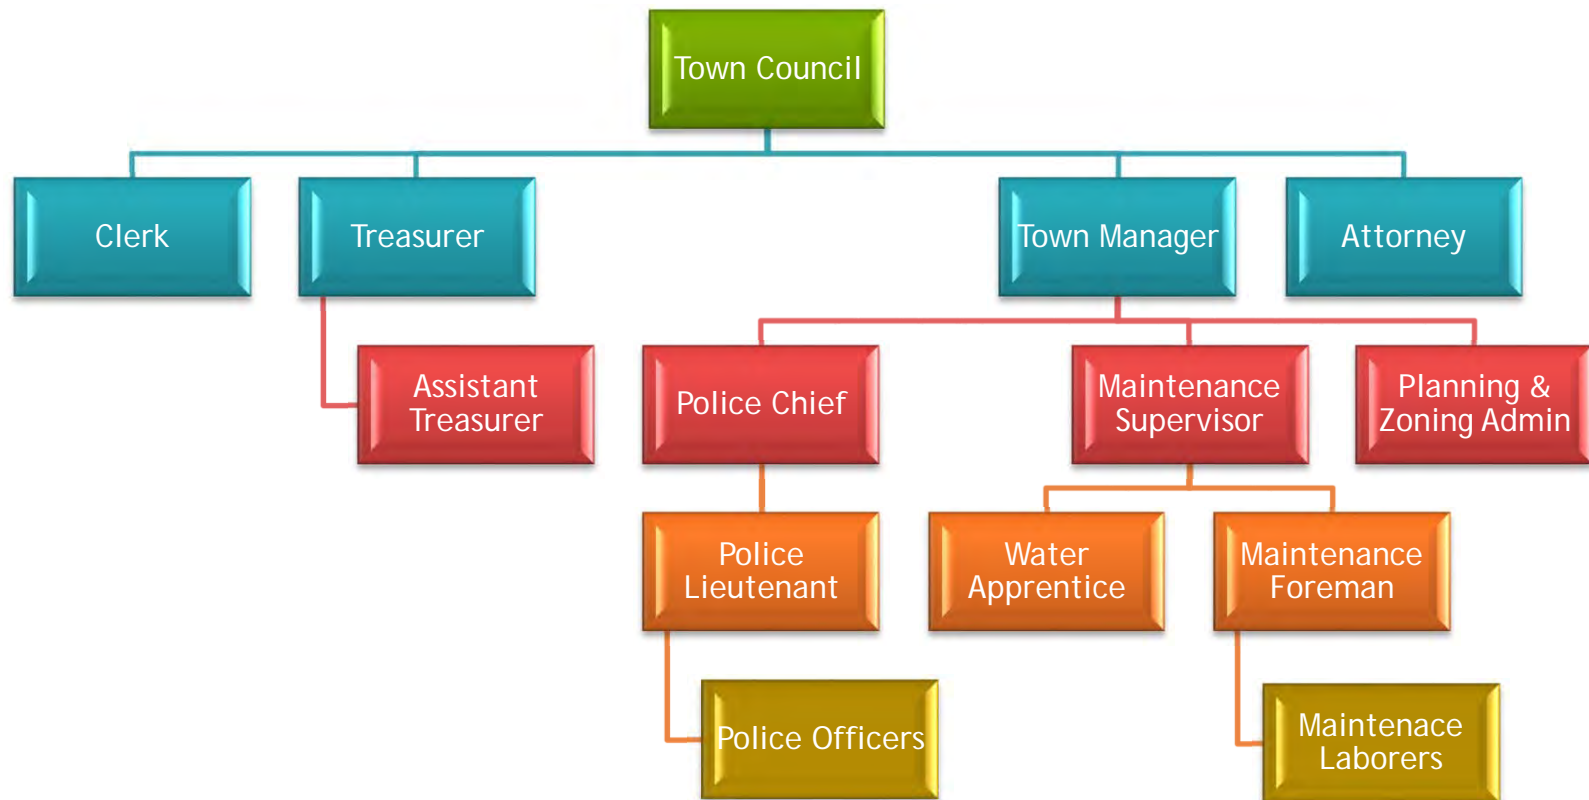 Town Council
Clerk
Treasurer
Town Manager
Attorney
Assistant
Treasurer
Police Chief
Maintenance
Supervisor
Planning &
Zoning Admin
Police
Lieutenant
Water
Apprentice
Maintenance
Foreman
Police Officers
Maintenace
Laborers